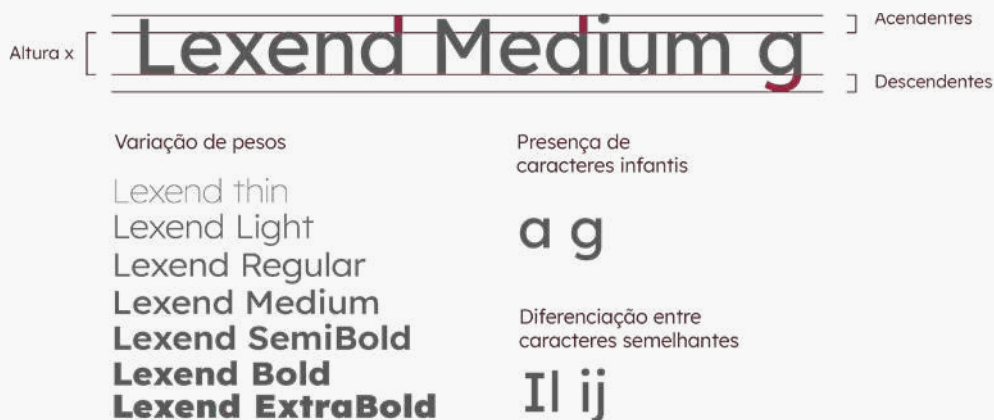 Acendentes
Altura x
Lexend Medium g
Descendentes
Variação de pesos
Lexend thin
Lexend Light
Lexend Regular
Lexend Medium
Lexend SemiBold
Lexend Bold
Lexend ExtraBold
Presença de
caracteres infantis
a g
Diferenciação entre
caracteres semelhantes
Il ij